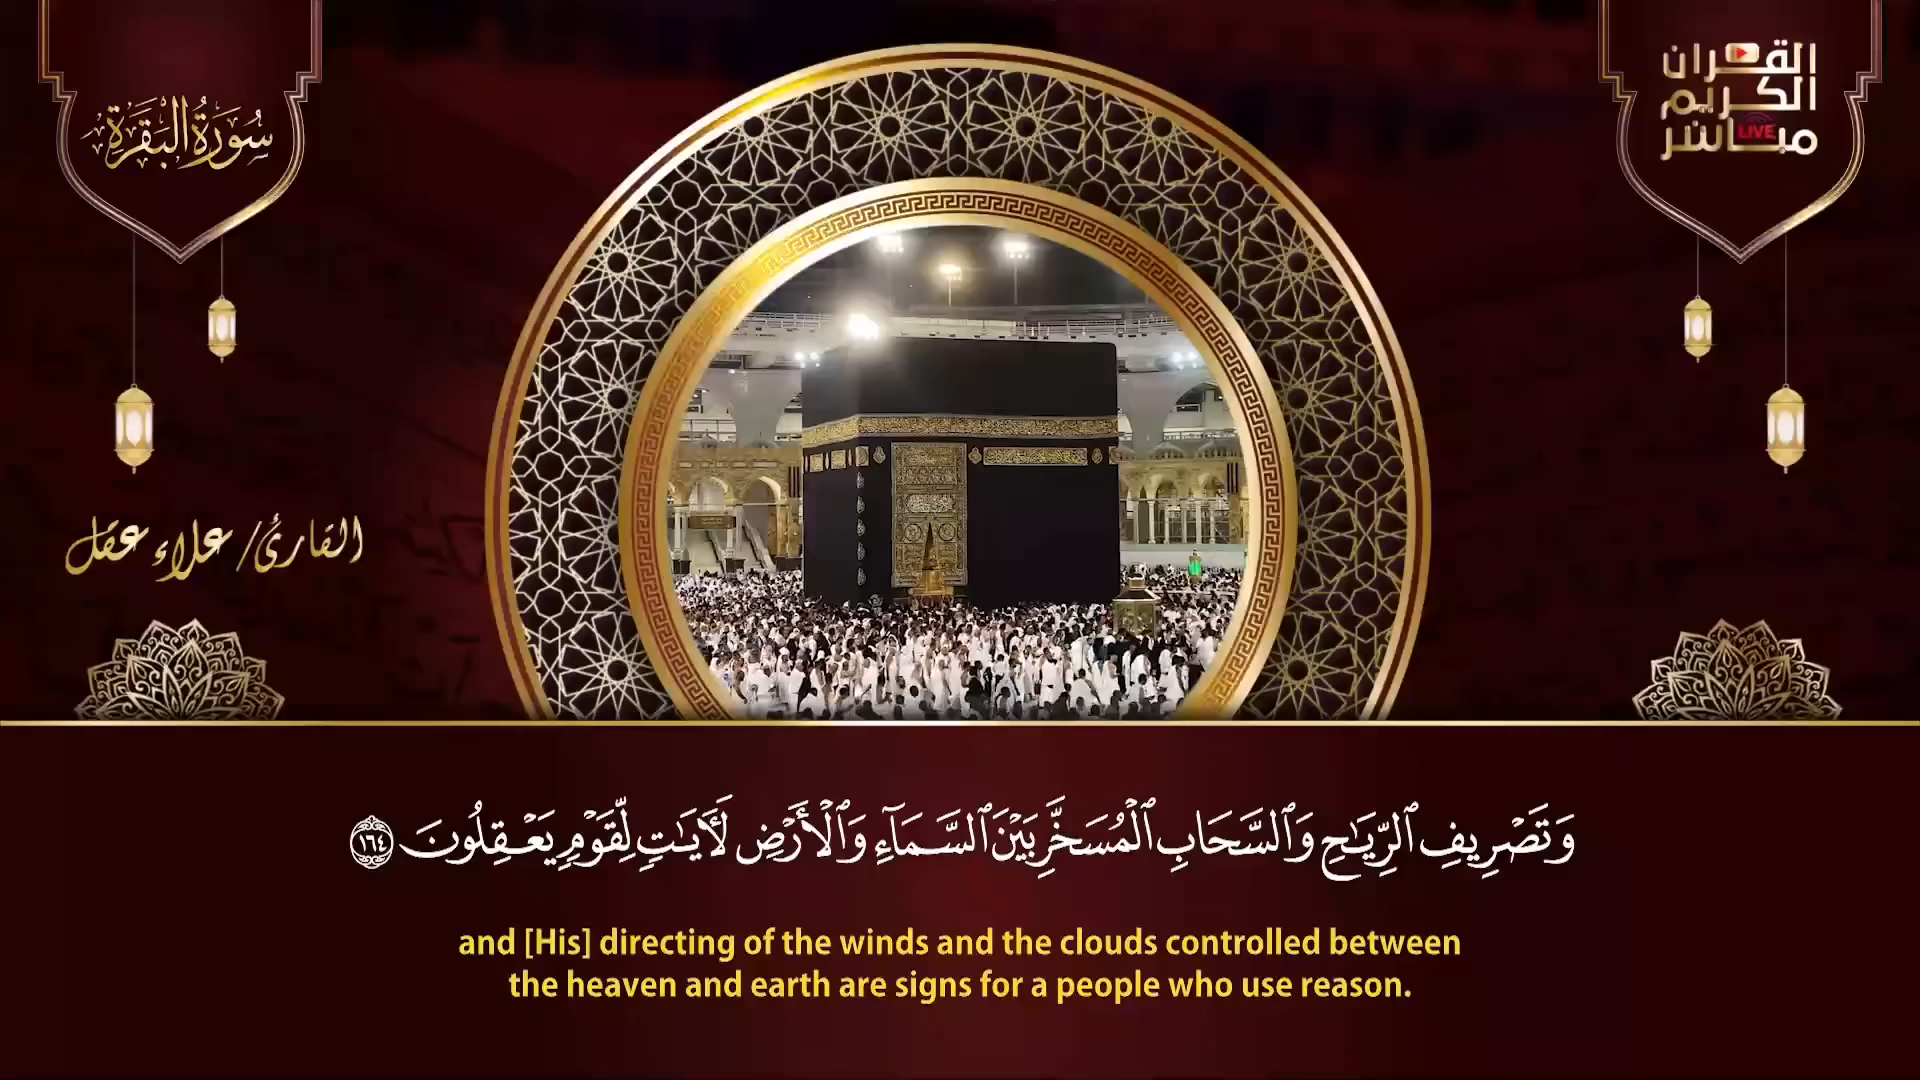 سُورَةُ البَقَرَةِ
القرآن
الكريم
مباشر
LIVE
القارئ/ علاء عقل
وَتَصْرِيفِ ٱلرِّيَٰحِ وَٱلسَّحَابِ ٱلْمُسَخَّرِ بَيْنَ ٱلسَّمَآءِ وَٱلْأَرْضِ لَأٓيَٰتٍ لِّقَوْمٍ يَعْقِلُونَ ١٦٤
and [His] directing of the winds and the clouds controlled between
the heaven and earth are signs for a people who use reason.